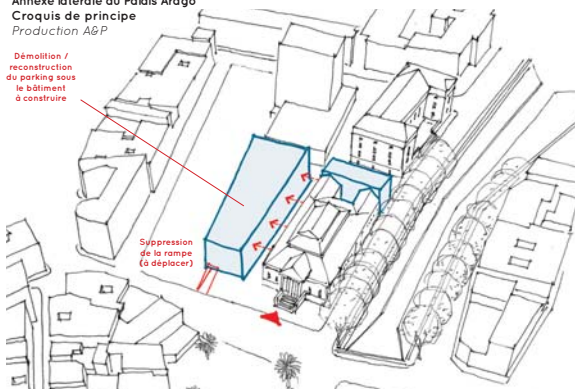 Annexe latérale du Palais Arago
Croquis de principe
Production A&P
Démolition /
reconstruction
du parking sous
le bâtiment
à construire
Suppression
de la rampe
(à déplacer)